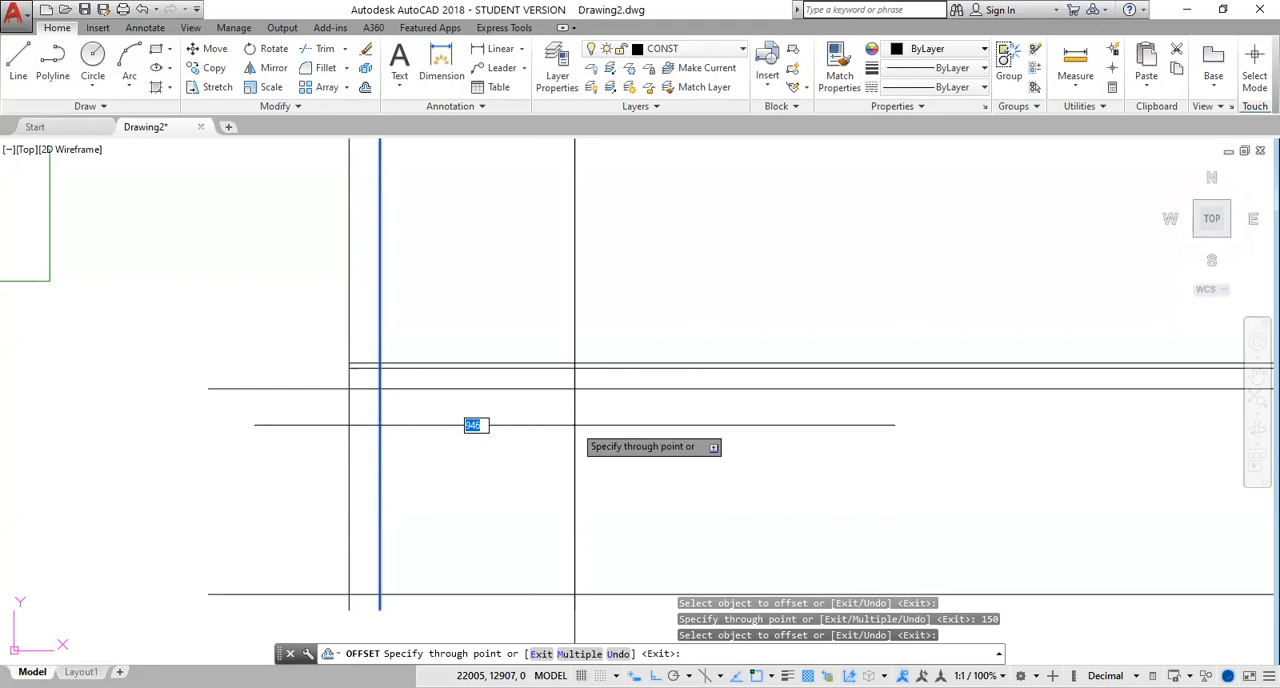 Autodesk AutoCAD 2018 - STUDENT VERSION Drawing2.dwg
Type a keyword or phrase
Sign In
Home Insert Annotate View Manage Output Add-ins A360 Featured Apps Express Tools
Line Polyline Circle Arc
Draw
Move Rotate Trim
Copy Mirror Fillet
Stretch Scale Array
Modify
Text Dimension
Linear
Leader
Table
Annotation
Layer Properties
CONST
Make Current
Match Layer
Layers
Insert
Block
Match Properties
ByLayer
ByLayer
ByLayer
Properties
Group
Groups
Measure
Utilities
Paste
Clipboard
Base
View
Select Mode
Touch
Start Drawing2*
[−][Top][2D Wireframe]
N
W TOP E
S
WCS
946
Specify through point or
Y
X
Select object to offset or [Exit/Undo] <Exit>:
Specify through point or [Exit/Multiple/Undo] <Exit>: 150
Select object to offset or [Exit/Undo] <Exit>:
OFFSET Specify through point or [Exit Multiple Undo] <Exit>:
Model Layout1
22005, 12907, 0 MODEL
1:1 / 100%
Decimal